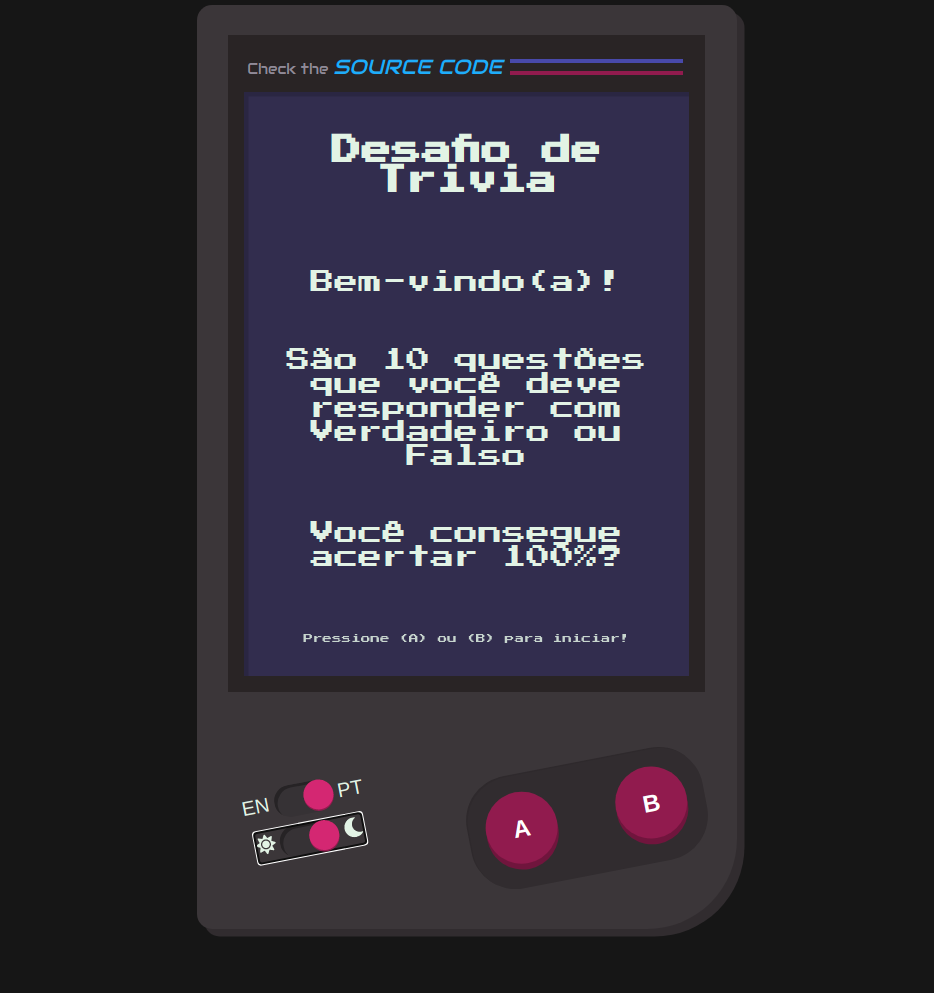 Check the SOURCE CODE
Desafio de
Trivia
Bem-vindo(a)!
São 10 questões
que você deve
responder com
Verdadeiro ou
Falso
Você consegue
acertar 100%?
Pressione (A) ou (B) para iniciar!
EN PT
A B